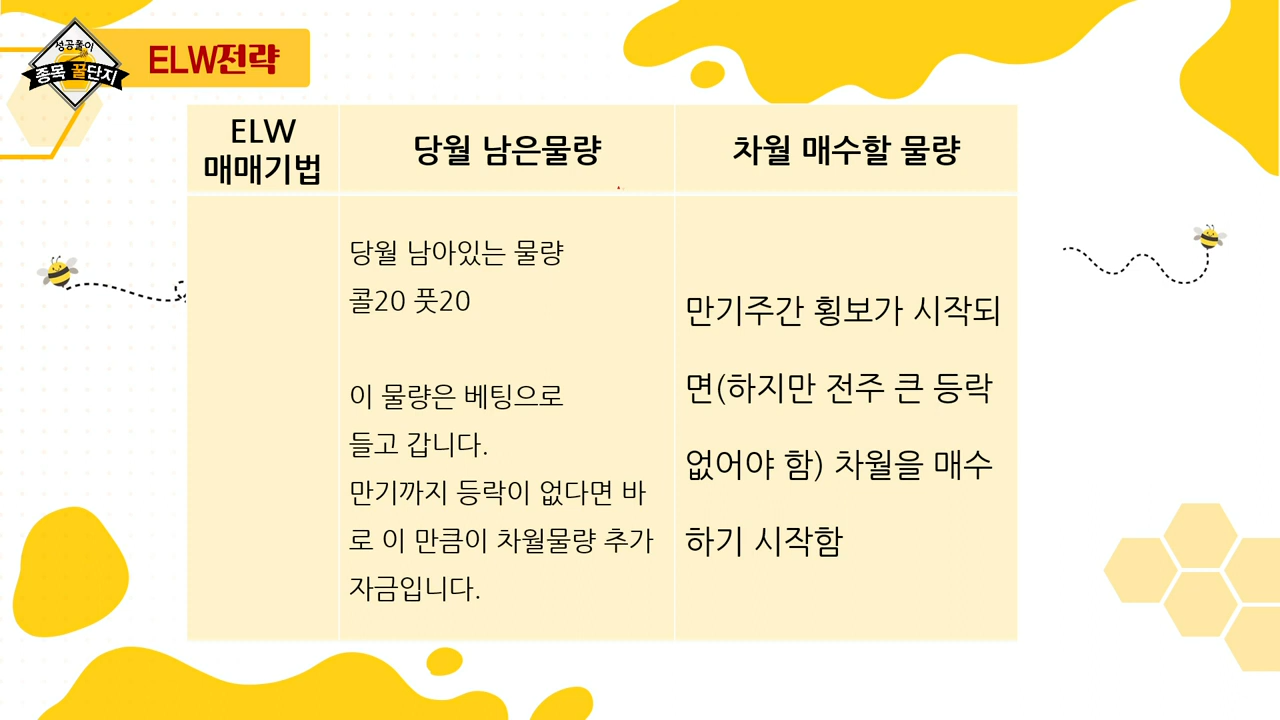 성공풀이
종목 꿀단지
ELW전략
ELW
매매기법
당월 남은물량
차월 매수할 물량
당월 남아있는 물량
콜20 풋20
이 물량은 베팅으로
들고 갑니다.
만기까지 등락이 없다면 바
로 이 만큼이 차월물량 추가
자금입니다.
만기주간 횡보가 시작되
면(하지만 전주 큰 등락
없어야 함) 차월을 매수
하기 시작함